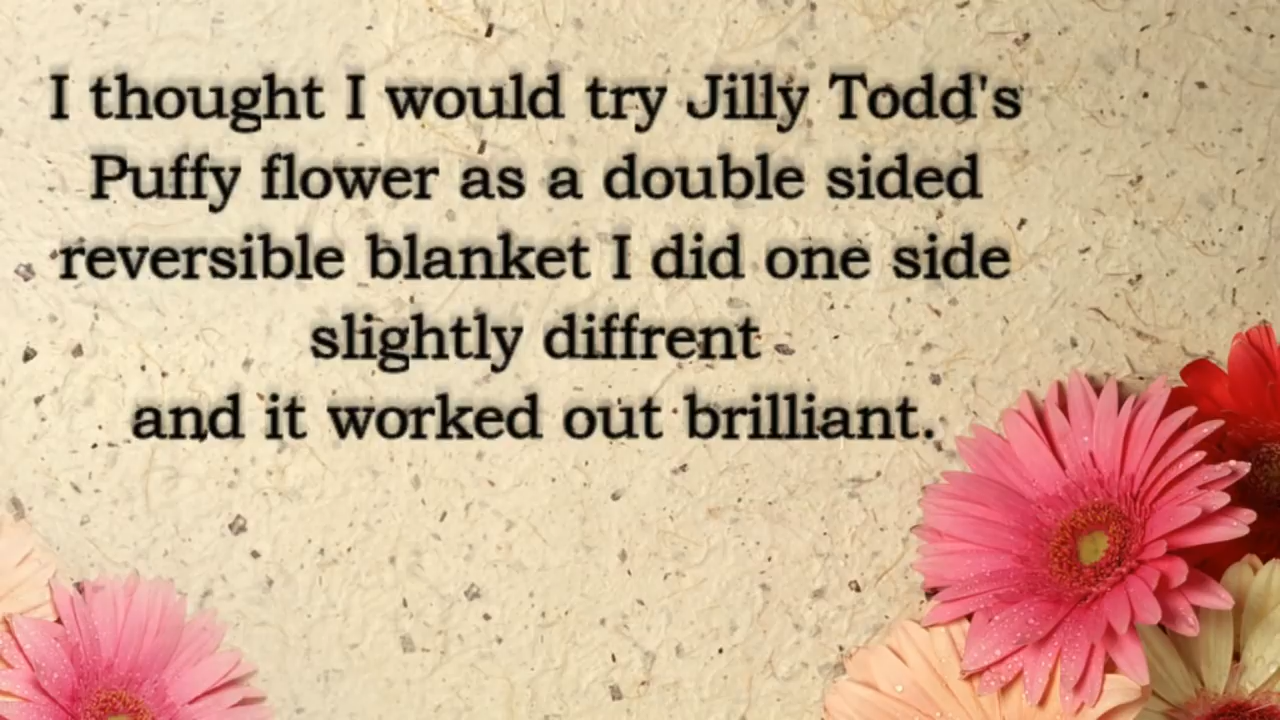 I thought I would try Jilly Todd's
Puffy flower as a double sided
reversible blanket I did one side
slightly diffrent
and it worked out brilliant.